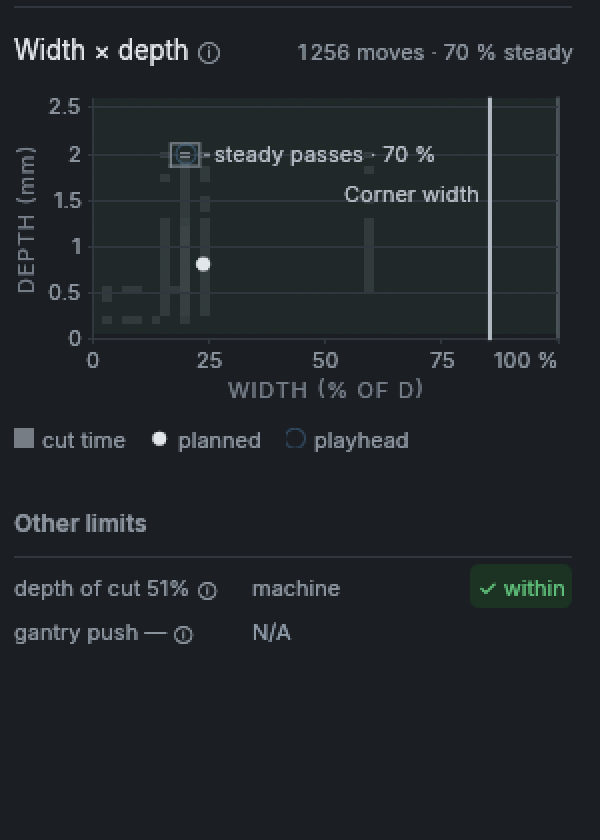 Width × depth ⓘ 1256 moves · 70 % steady
2.5
2
steady passes · 70 %
Corner width
1.5
1
0.5
0
DEPTH (mm)
0 25 50 75 100 %
WIDTH (% OF D)
cut time planned playhead
Other limits
depth of cut 51% ⓘ machine ✓ within
gantry push — ⓘ N/A